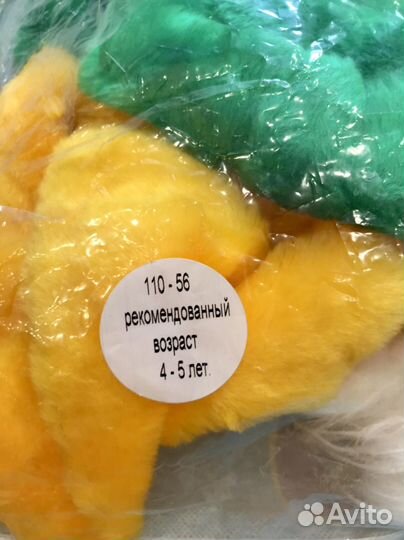 110 - 56
рекомендованный
возраст
4 - 5 лет.
Avito